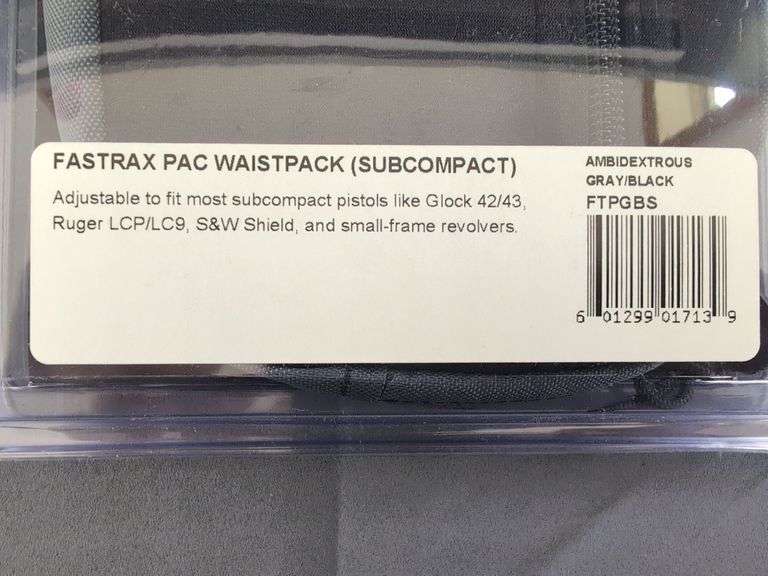 FASTRAX PAC WAISTPACK (SUBCOMPACT)
Adjustable to fit most subcompact pistols like Glock 42/43,
Ruger LCP/LC9, S&W Shield, and small-frame revolvers.
AMBIDEXTROUS
GRAY/BLACK
FTPGBS
6 01299 01713 9